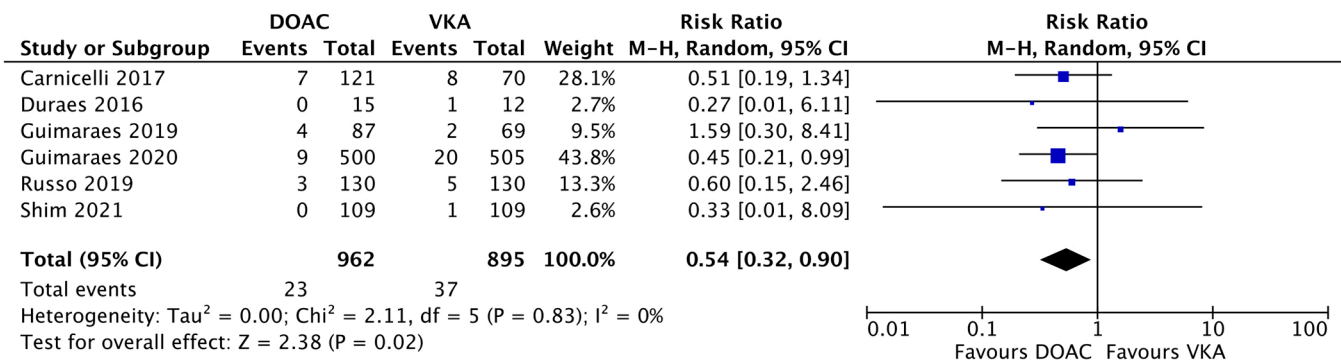 DOAC VKA Risk Ratio Risk Ratio
Study or Subgroup Events Total Events Total Weight M-H, Random, 95% CI M-H, Random, 95% CI
Carnicelli 2017 7 121 8 70 28.1% 0.51 [0.19, 1.34]
Duraes 2016 0 15 1 12 2.7% 0.27 [0.01, 6.11]
Guimaraes 2019 4 87 2 69 9.5% 1.59 [0.30, 8.41]
Guimaraes 2020 9 500 20 505 43.8% 0.45 [0.21, 0.99]
Russo 2019 3 130 5 130 13.3% 0.60 [0.15, 2.46]
Shim 2021 0 109 1 109 2.6% 0.33 [0.01, 8.09]
Total (95% CI) 962 895 100.0% 0.54 [0.32, 0.90]
Total events 23 37
Heterogeneity: Tau² = 0.00; Chi² = 2.11, df = 5 (P = 0.83); I² = 0%
Test for overall effect: Z = 2.38 (P = 0.02)
0.01 0.1 1 10 100
Favours DOAC Favours VKA